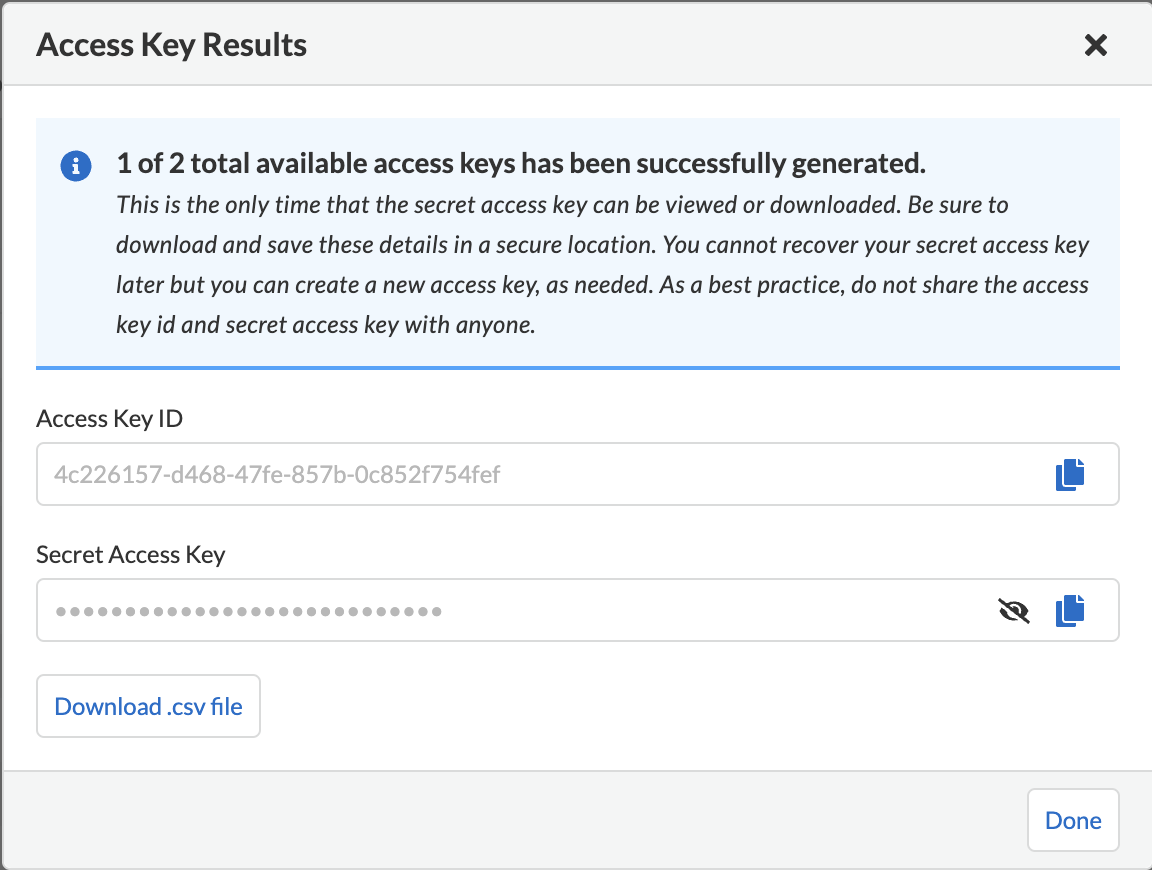 Access Key Results
1 of 2 total available access keys has been successfully generated.
This is the only time that the secret access key can be viewed or downloaded. Be sure to
download and save these details in a secure location. You cannot recover your secret access key
later but you can create a new access key, as needed. As a best practice, do not share the access
key id and secret access key with anyone.
Access Key ID
4c226157-d468-47fe-857b-0c852f754fef
Secret Access Key
••••••••••••••••••••••••••••
Download .csv file
Done